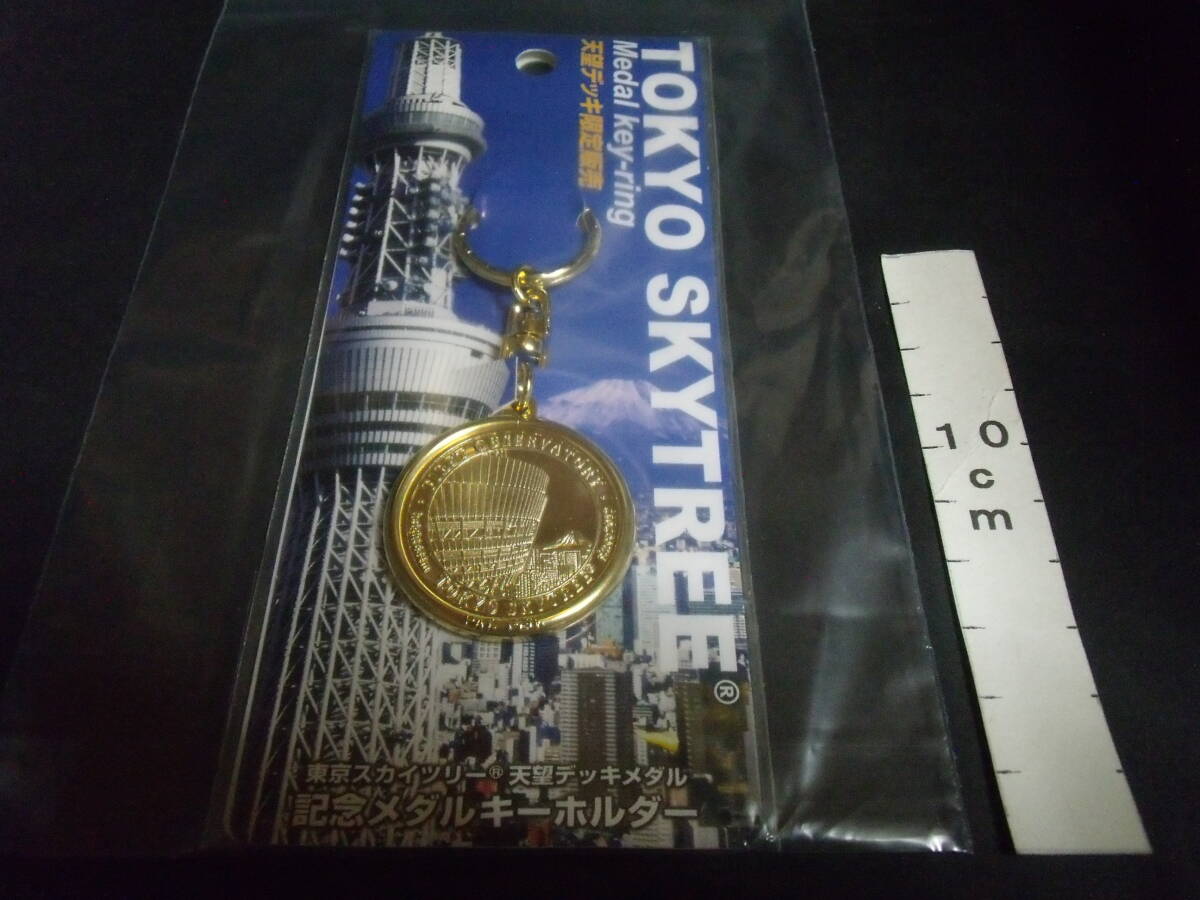 TOKYO SKYTREE®
Medal key-ring
天望デッキ限定販売
OBSERVATORY
TOKYO SKYTREE
東京スカイツリー® 天望デッキメダル
記念メダルキーホルダー
10
cm